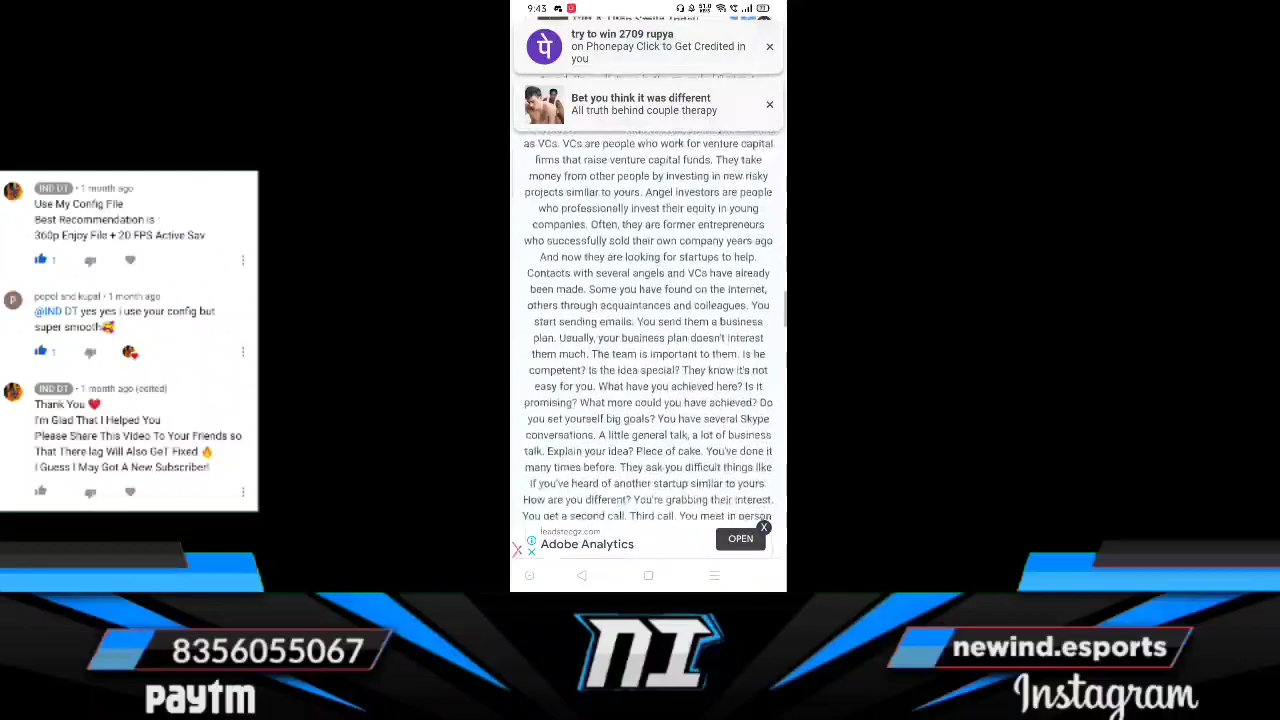 IND DT • 1 month ago
Use My Config File
Best Recommendation is :
360p Enjoy File + 20 FPS Active Sav
1
P
popol and kupal • 1 month ago
@IND DT yes yes i use your config but
super smooth🥰
1
IND DT • 1 month ago (edited)
Thank You ❤️
I'm Glad That I Helped You
Please Share This Video To Your Friends so
That There lag Will Also GeT Fixed 🔥
I Guess I May Got A New Subscriber!
9:43
51.0
KB/S
77
try to win 2709 rupya
on Phonepay Click to Get Credited in
you
पे
Bet you think it was different
All truth behind couple therapy
as VCs. VCs are people who work for venture capital
firms that raise venture capital funds. They take
money from other people by investing in new risky
projects similar to yours. Angel investors are people
who professionally invest their equity in young
companies. Often, they are former entrepreneurs
who successfully sold their own company years ago
And now they are looking for startups to help.
Contacts with several angels and VCs have already
been made. Some you have found on the internet,
others through acquaintances and colleagues. You
start sending emails. You send them a business
plan. Usually, your business plan doesn't interest
them much. The team is important to them. Is he
competent? Is the idea special? They know it's not
easy for you. What have you achieved here? Is it
promising? What more could you have achieved? Do
you set yourself big goals? You have several Skype
conversations. A little general talk, a lot of business
talk. Explain your idea? Piece of cake. You've done it
many times before. They ask you difficult things like
if you've heard of another startup similar to yours.
How are you different? You're grabbing their interest.
You get a second call. Third call. You meet in person
leadstocgz.com
Adobe Analytics
OPEN
X
8356055067
paytm
NI
newind.esports
Instagram